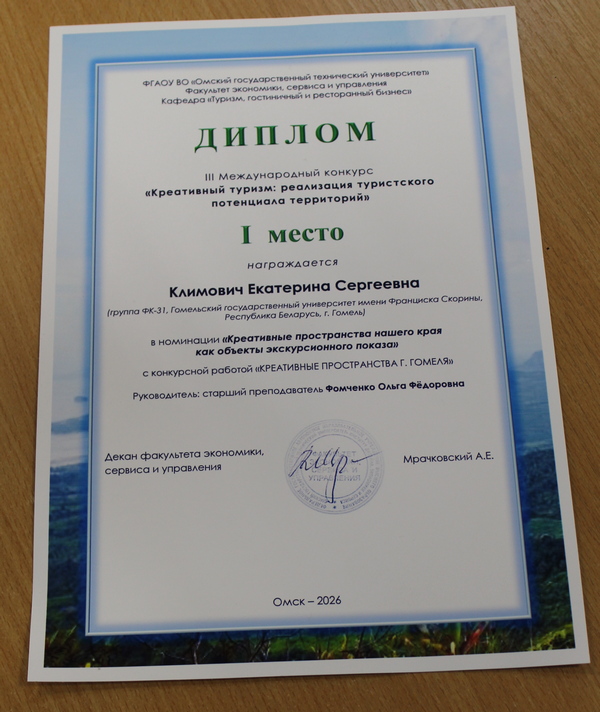 ФГАОУ ВО «Омский государственный технический университет»
Факультет экономики, сервиса и управления
Кафедра «Туризм, гостиничный и ресторанный бизнес»
ДИПЛОМ
III Международный конкурс
«Креативный туризм: реализация туристского
потенциала территорий»
I место
награждается
Климович Екатерина Сергеевна
(группа ФК-31, Гомельский государственный университет имени Франциска Скорины,
Республика Беларусь, г. Гомель)
в номинации «Креативные пространства нашего края
как объекты экскурсионного показа»
с конкурсной работой «КРЕАТИВНЫЕ ПРОСТРАНСТВА Г. ГОМЕЛЯ»
Руководитель: старший преподаватель Фомченко Ольга Фёдоровна
Декан факультета экономики,
сервиса и управления
Мрачковский А.Е.
УПРАВЛЕНИЯ
Омск – 2026